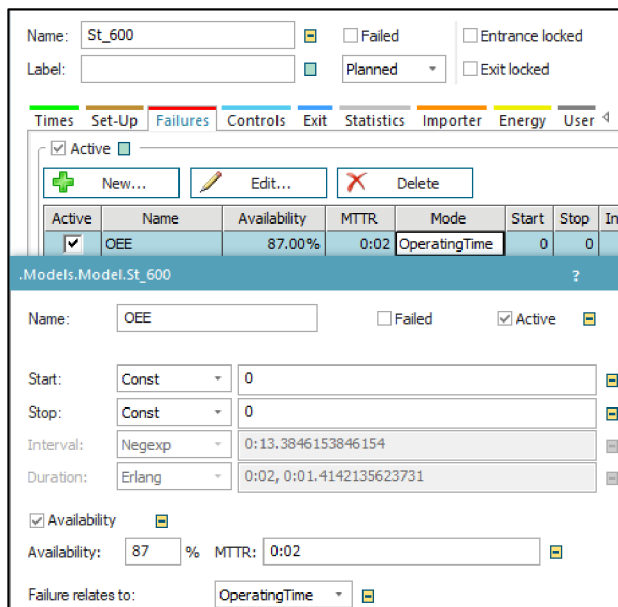 Name: St_600 Failed Entrance locked
Label: Planned Exit locked
Times Set-Up Failures Controls Exit Statistics Importer Energy User
Active
New... Edit... Delete
Active Name Availability MTTR Mode Start Stop In
OEE 87.00% 0:02 OperatingTime 0 0
.Models.Model.St_600 ?
Name: OEE Failed Active
Start: Const 0
Stop: Const 0
Interval: Negexp 0:13.3846153846154
Duration: Erlang 0:02, 0:01.4142135623731
Availability
Availability: 87 % MTTR: 0:02
Failure relates to: OperatingTime